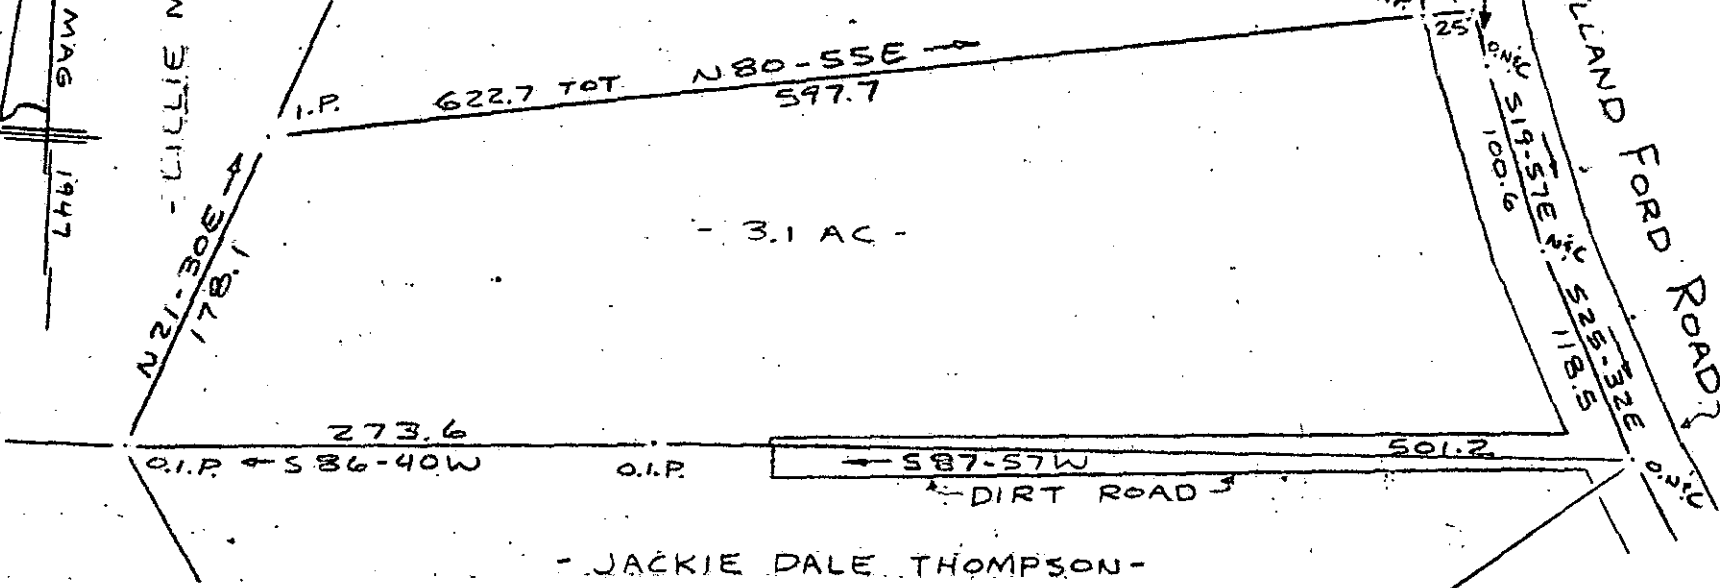 MAG
1947
- LILLIE
I.P.
622.7 TOT
N80-55E
597.7
25
O.N&C
S19-57E
100.6
N&C
S25-32E
118.5
O.N&C
LLAND FORD ROAD
- 3.1 AC -
N21-30E
178.1
273.6
O.I.P.
S86-40W
O.I.P.
S87-57W
501.2
DIRT ROAD
- JACKIE DALE THOMPSON -